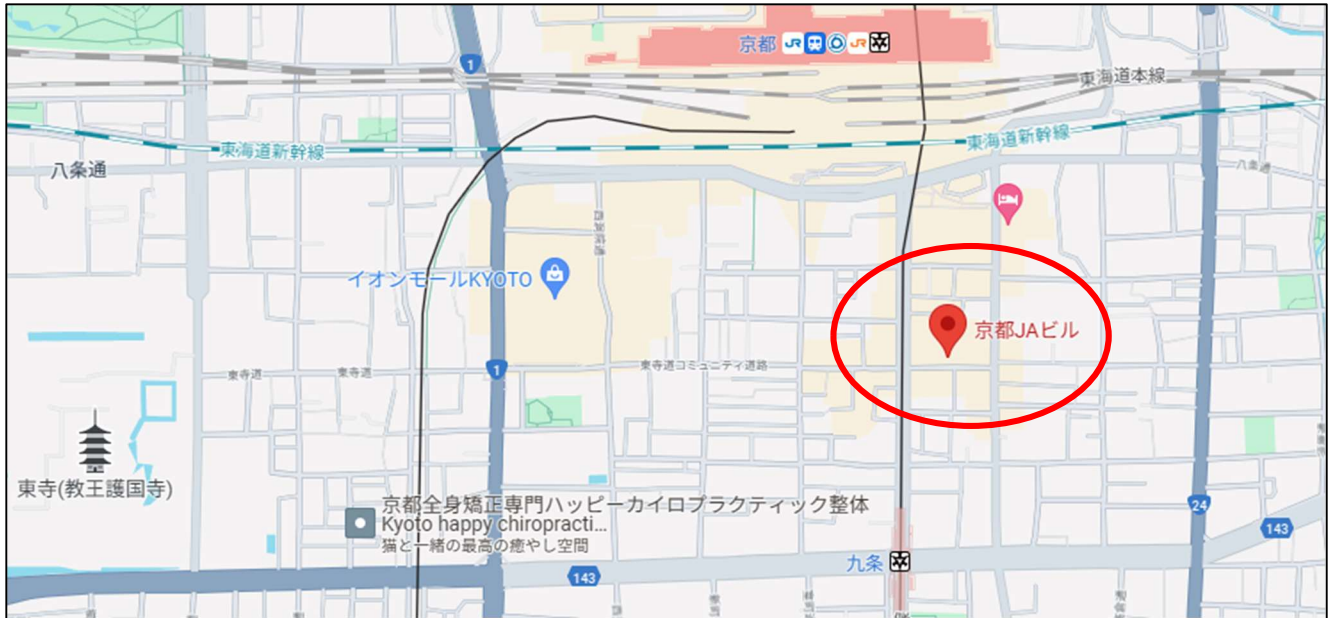 京都
1
東海道本線
東海道新幹線
東海道新幹線
八条通
八条通
イオンモールKYOTO
京都JAビル
1
東寺道
東寺道
東寺道コミュニティ道路
東寺(教王護国寺)
京都全身矯正専門ハッピーカイロプラクティック整体
Kyoto happy chiropracti...
猫と一緒の最高の癒やし空間
24
143
九条
143